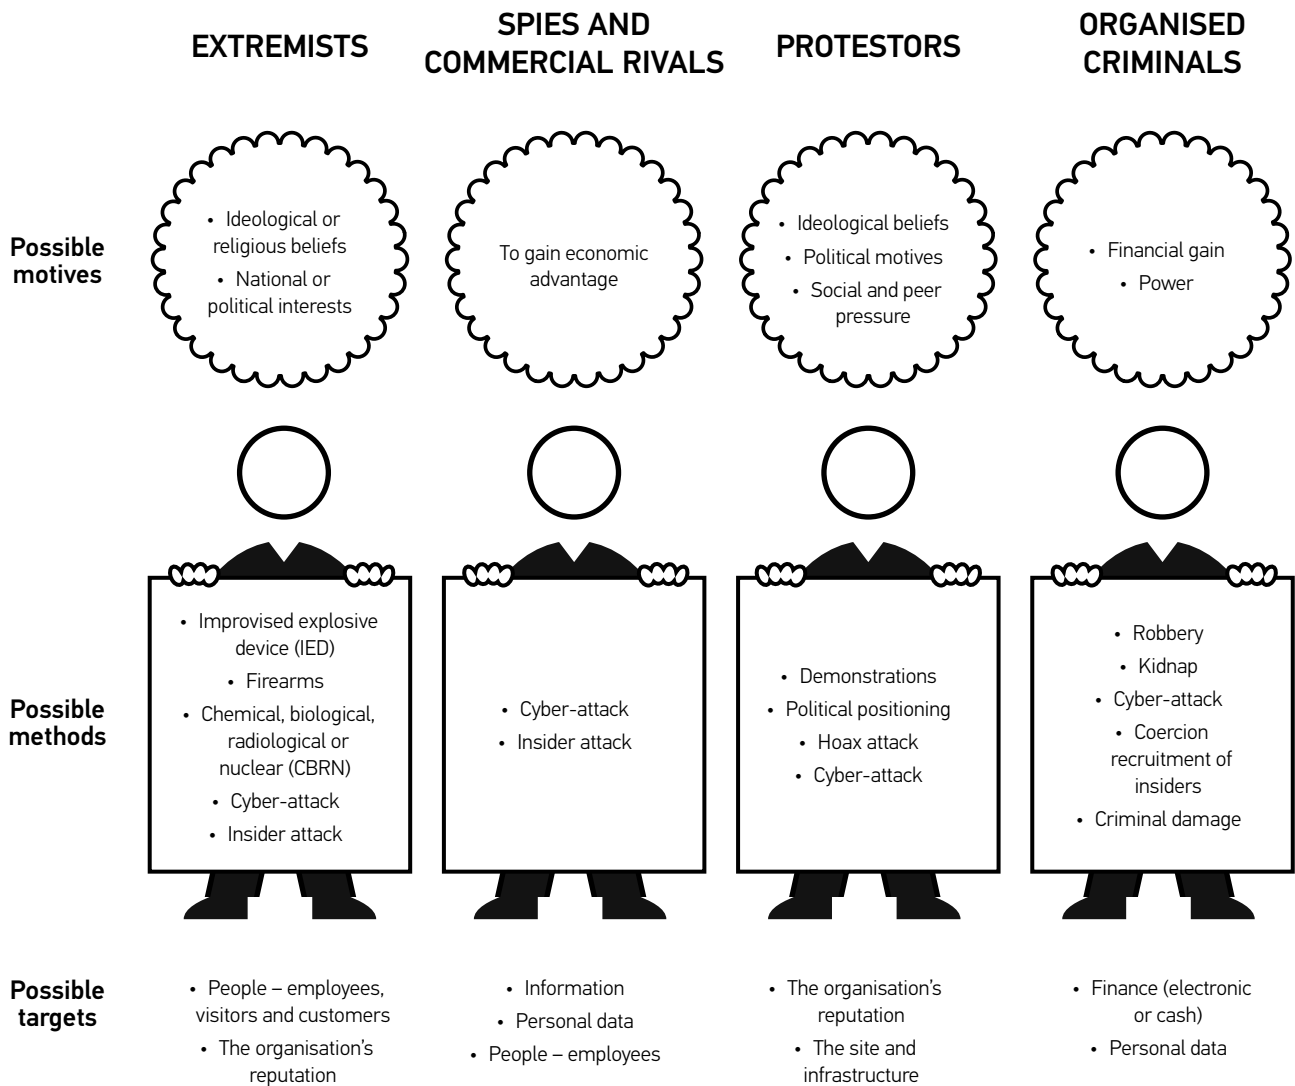 EXTREMISTS
SPIES AND
COMMERCIAL RIVALS
PROTESTORS
ORGANISED
CRIMINALS
Possible
motives
• Ideological or
religious beliefs
• National or
political interests
To gain economic
advantage
• Ideological beliefs
• Political motives
• Social and peer
pressure
• Financial gain
• Power
Possible
methods
• Improvised explosive
device (IED)
• Firearms
• Chemical, biological,
radiological or
nuclear (CBRN)
• Cyber-attack
• Insider attack
• Cyber-attack
• Insider attack
• Demonstrations
• Political positioning
• Hoax attack
• Cyber-attack
• Robbery
• Kidnap
• Cyber-attack
• Coercion
recruitment of
insiders
• Criminal damage
Possible
targets
• People – employees,
visitors and customers
• The organisation’s
reputation
• Information
• Personal data
• People – employees
• The organisation’s
reputation
• The site and
infrastructure
• Finance (electronic
or cash)
• Personal data